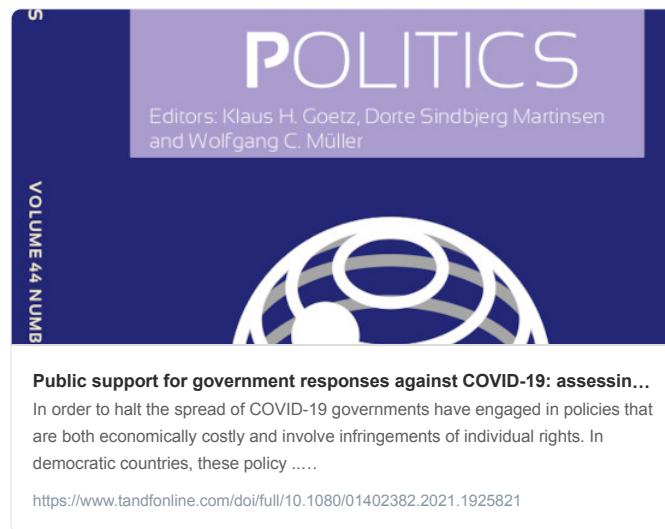 S
POLITICS
Editors: Klaus H. Goetz, Dorte Sindbjerg Martinsen
and Wolfgang C. Müller
VOLUME 44 NUMB
Public support for government responses against COVID-19: assessin...
In order to halt the spread of COVID-19 governments have engaged in policies that
are both economically costly and involve infringements of individual rights. In
democratic countries, these policy ..…
https://www.tandfonline.com/doi/full/10.1080/01402382.2021.1925821